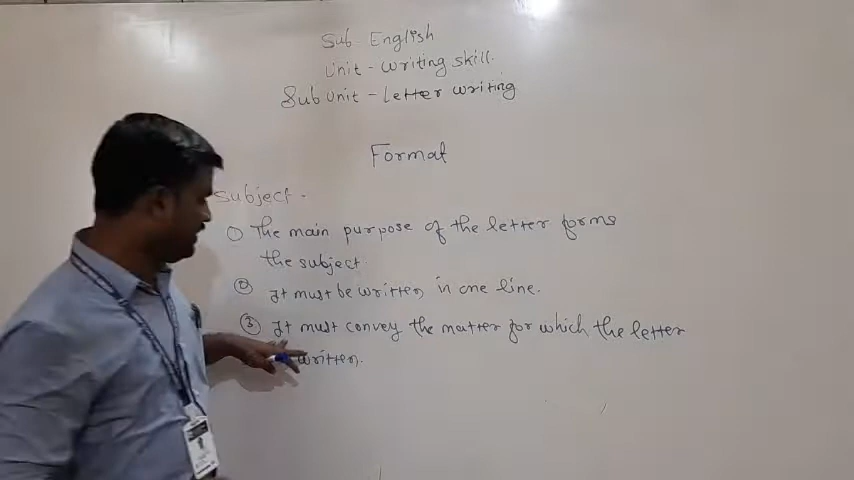 Sub English
Unit - Writing skill.
Sub Unit - Letter writing
Format
Subject -
① The main purpose of the letter forms
the subject.
② It must be written in one line.
③ It must convey the matter for which the letter
written.